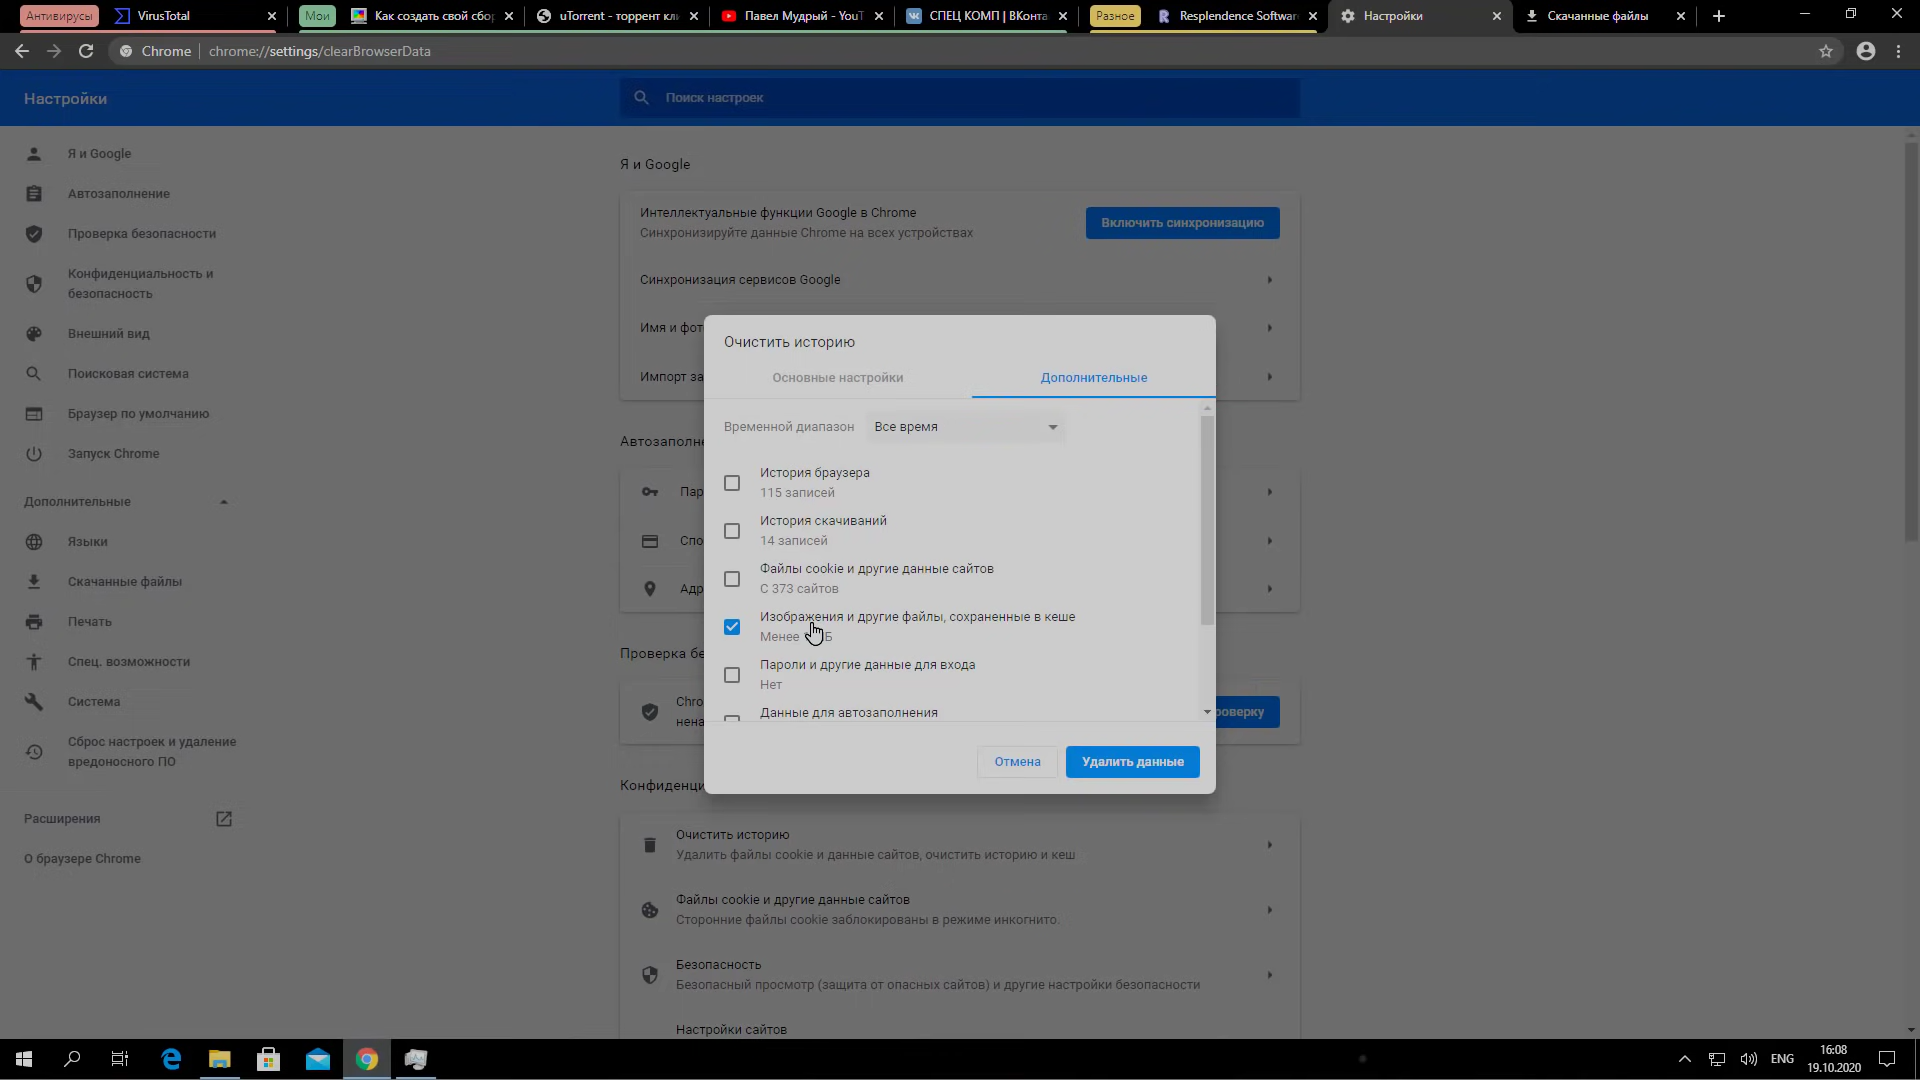 Антивирусы
VirusTotal
Мои
Как создать свой сбор
uTorrent - торрент кли
Павел Мудрый - YouT
СПЕЦ КОМП | ВКонта
Разное
Resplendence Software
Настройки
Скачанные файлы
Chrome
chrome://settings/clearBrowserData
Настройки
Поиск настроек
Я и Google
Автозаполнение
Проверка безопасности
Конфиденциальность и
безопасность
Внешний вид
Поисковая система
Браузер по умолчанию
Запуск Chrome
Дополнительные
Языки
Скачанные файлы
Печать
Спец. возможности
Система
Сброс настроек и удаление
вредоносного ПО
Расширения
О браузере Chrome
Я и Google
Интеллектуальные функции Google в Chrome
Синхронизируйте данные Chrome на всех устройствах
Включить синхронизацию
Синхронизация сервисов Google
Имя и фот
Импорт за
Автозаполне
Пар
Спо
Адр
Проверка бе
Chro
нена
роверку
Конфиденци
Очистить историю
Основные настройки
Дополнительные
Временной диапазон
Все время
История браузера
115 записей
История скачиваний
14 записей
Файлы cookie и другие данные сайтов
С 373 сайтов
Изображения и другие файлы, сохраненные в кеше
Менее Б
Пароли и другие данные для входа
Нет
Данные для автозаполнения
Отмена
Удалить данные
Очистить историю
Удалить файлы cookie и данные сайтов, очистить историю и кеш
Файлы cookie и другие данные сайтов
Сторонние файлы cookie заблокированы в режиме инкогнито.
Безопасность
Безопасный просмотр (защита от опасных сайтов) и другие настройки безопасности
Настройки сайтов
ENG
16:08
19.10.2020